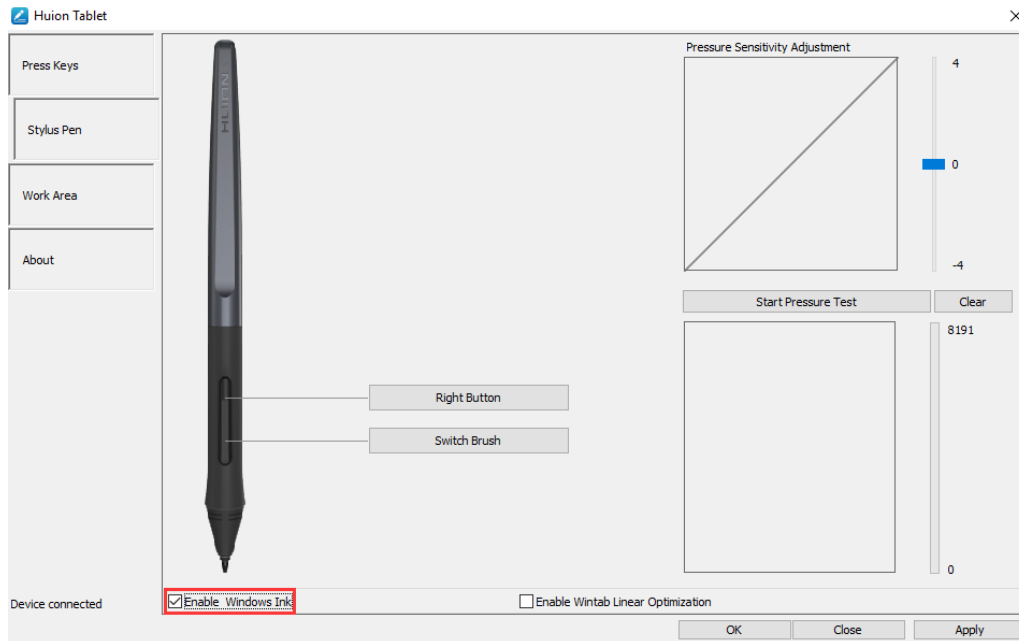 Huion Tablet
Press Keys
Stylus Pen
Work Area
About
Device connected
HUION
Right Button
Switch Brush
Pressure Sensitivity Adjustment
4
0
-4
Start Pressure Test
Clear
8191
0
Enable Windows Ink
Enable Wintab Linear Optimization
OK
Close
Apply